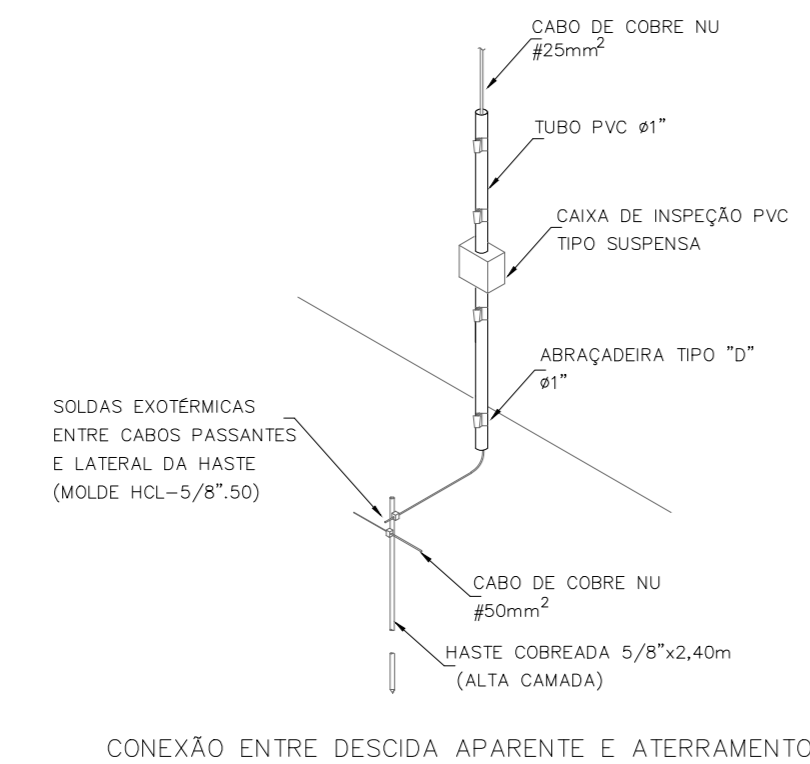 CABO DE COBRE NU
#25mm²
TUBO PVC ø1"
CAIXA DE INSPEÇÃO PVC
TIPO SUSPENSA
ABRAÇADEIRA TIPO "D"
ø1"
SOLDAS EXOTÉRMICAS
ENTRE CABOS PASSANTES
E LATERAL DA HASTE
(MOLDE HCL-5/8".50)
CABO DE COBRE NU
#50mm²
HASTE COBREADA 5/8"x2,40m
(ALTA CAMADA)
CONEXÃO ENTRE DESCIDA APARENTE E ATERRAMENTO